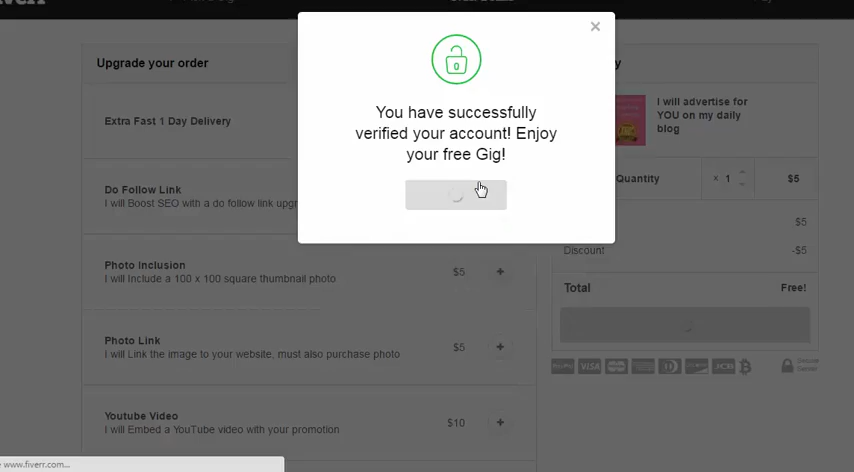 Upgrade your order
Extra Fast 1 Day Delivery
Do Follow Link
I will Boost SEO with a do follow link upgr
Photo Inclusion
I will Include a 100 x 100 square thumbnail photo
$5 +
Photo Link
I will Link the image to your website, must also purchase photo
$5 +
Youtube Video
I will Embed a YouTube video with your promotion
$10 +
×
You have successfully
verified your account! Enjoy
your free Gig!
y
I will advertise for
YOU on my daily
blog
Quantity x 1 $5
$5
Discount -$5
Total Free!
VISA
JCB
www.fiverr.com...